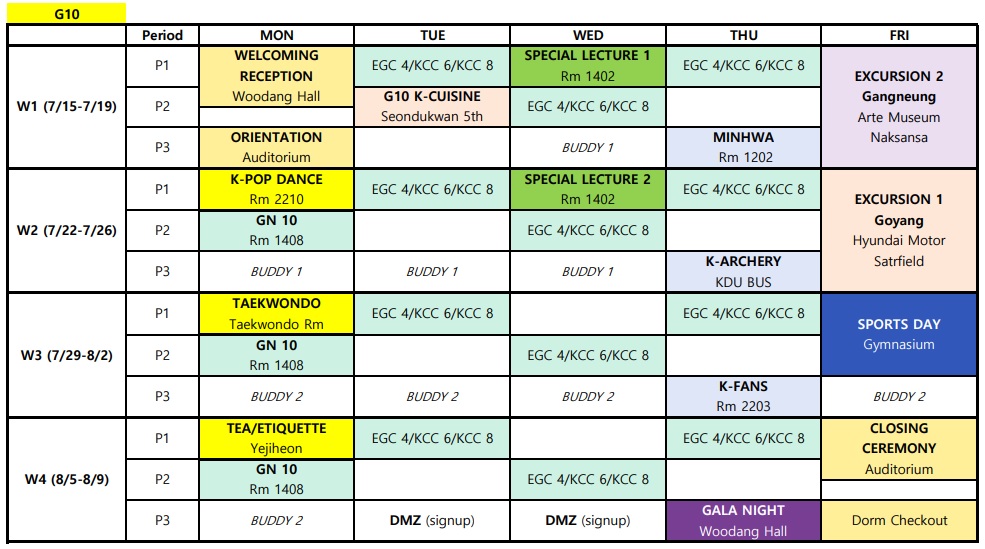 G10
Period MON TUE WED THU FRI
W1 (7/15-7/19)
P1
WELCOMING
RECEPTION
Woodang Hall
EGC 4/KCC 6/KCC 8
SPECIAL LECTURE 1
Rm 1402
EGC 4/KCC 6/KCC 8
EXCURSION 2
Gangneung
Arte Museum
Naksansa
P2
G10 K-CUISINE
Seondukwan 5th
EGC 4/KCC 6/KCC 8
P3
ORIENTATION
Auditorium
BUDDY 1
MINHWA
Rm 1202
W2 (7/22-7/26)
P1
K-POP DANCE
Rm 2210
EGC 4/KCC 6/KCC 8
SPECIAL LECTURE 2
Rm 1402
EGC 4/KCC 6/KCC 8
EXCURSION 1
Goyang
Hyundai Motor
Satrfield
P2
GN 10
Rm 1408
EGC 4/KCC 6/KCC 8
P3
BUDDY 1
BUDDY 1
BUDDY 1
K-ARCHERY
KDU BUS
W3 (7/29-8/2)
P1
TAEKWONDO
Taekwondo Rm
EGC 4/KCC 6/KCC 8
EGC 4/KCC 6/KCC 8
SPORTS DAY
Gymnasium
P2
GN 10
Rm 1408
EGC 4/KCC 6/KCC 8
P3
BUDDY 2
BUDDY 2
BUDDY 2
K-FANS
Rm 2203
BUDDY 2
W4 (8/5-8/9)
P1
TEA/ETIQUETTE
Yejiheon
EGC 4/KCC 6/KCC 8
EGC 4/KCC 6/KCC 8
CLOSING
CEREMONY
Auditorium
P2
GN 10
Rm 1408
EGC 4/KCC 6/KCC 8
P3
BUDDY 2
DMZ (signup)
DMZ (signup)
GALA NIGHT
Woodang Hall
Dorm Checkout